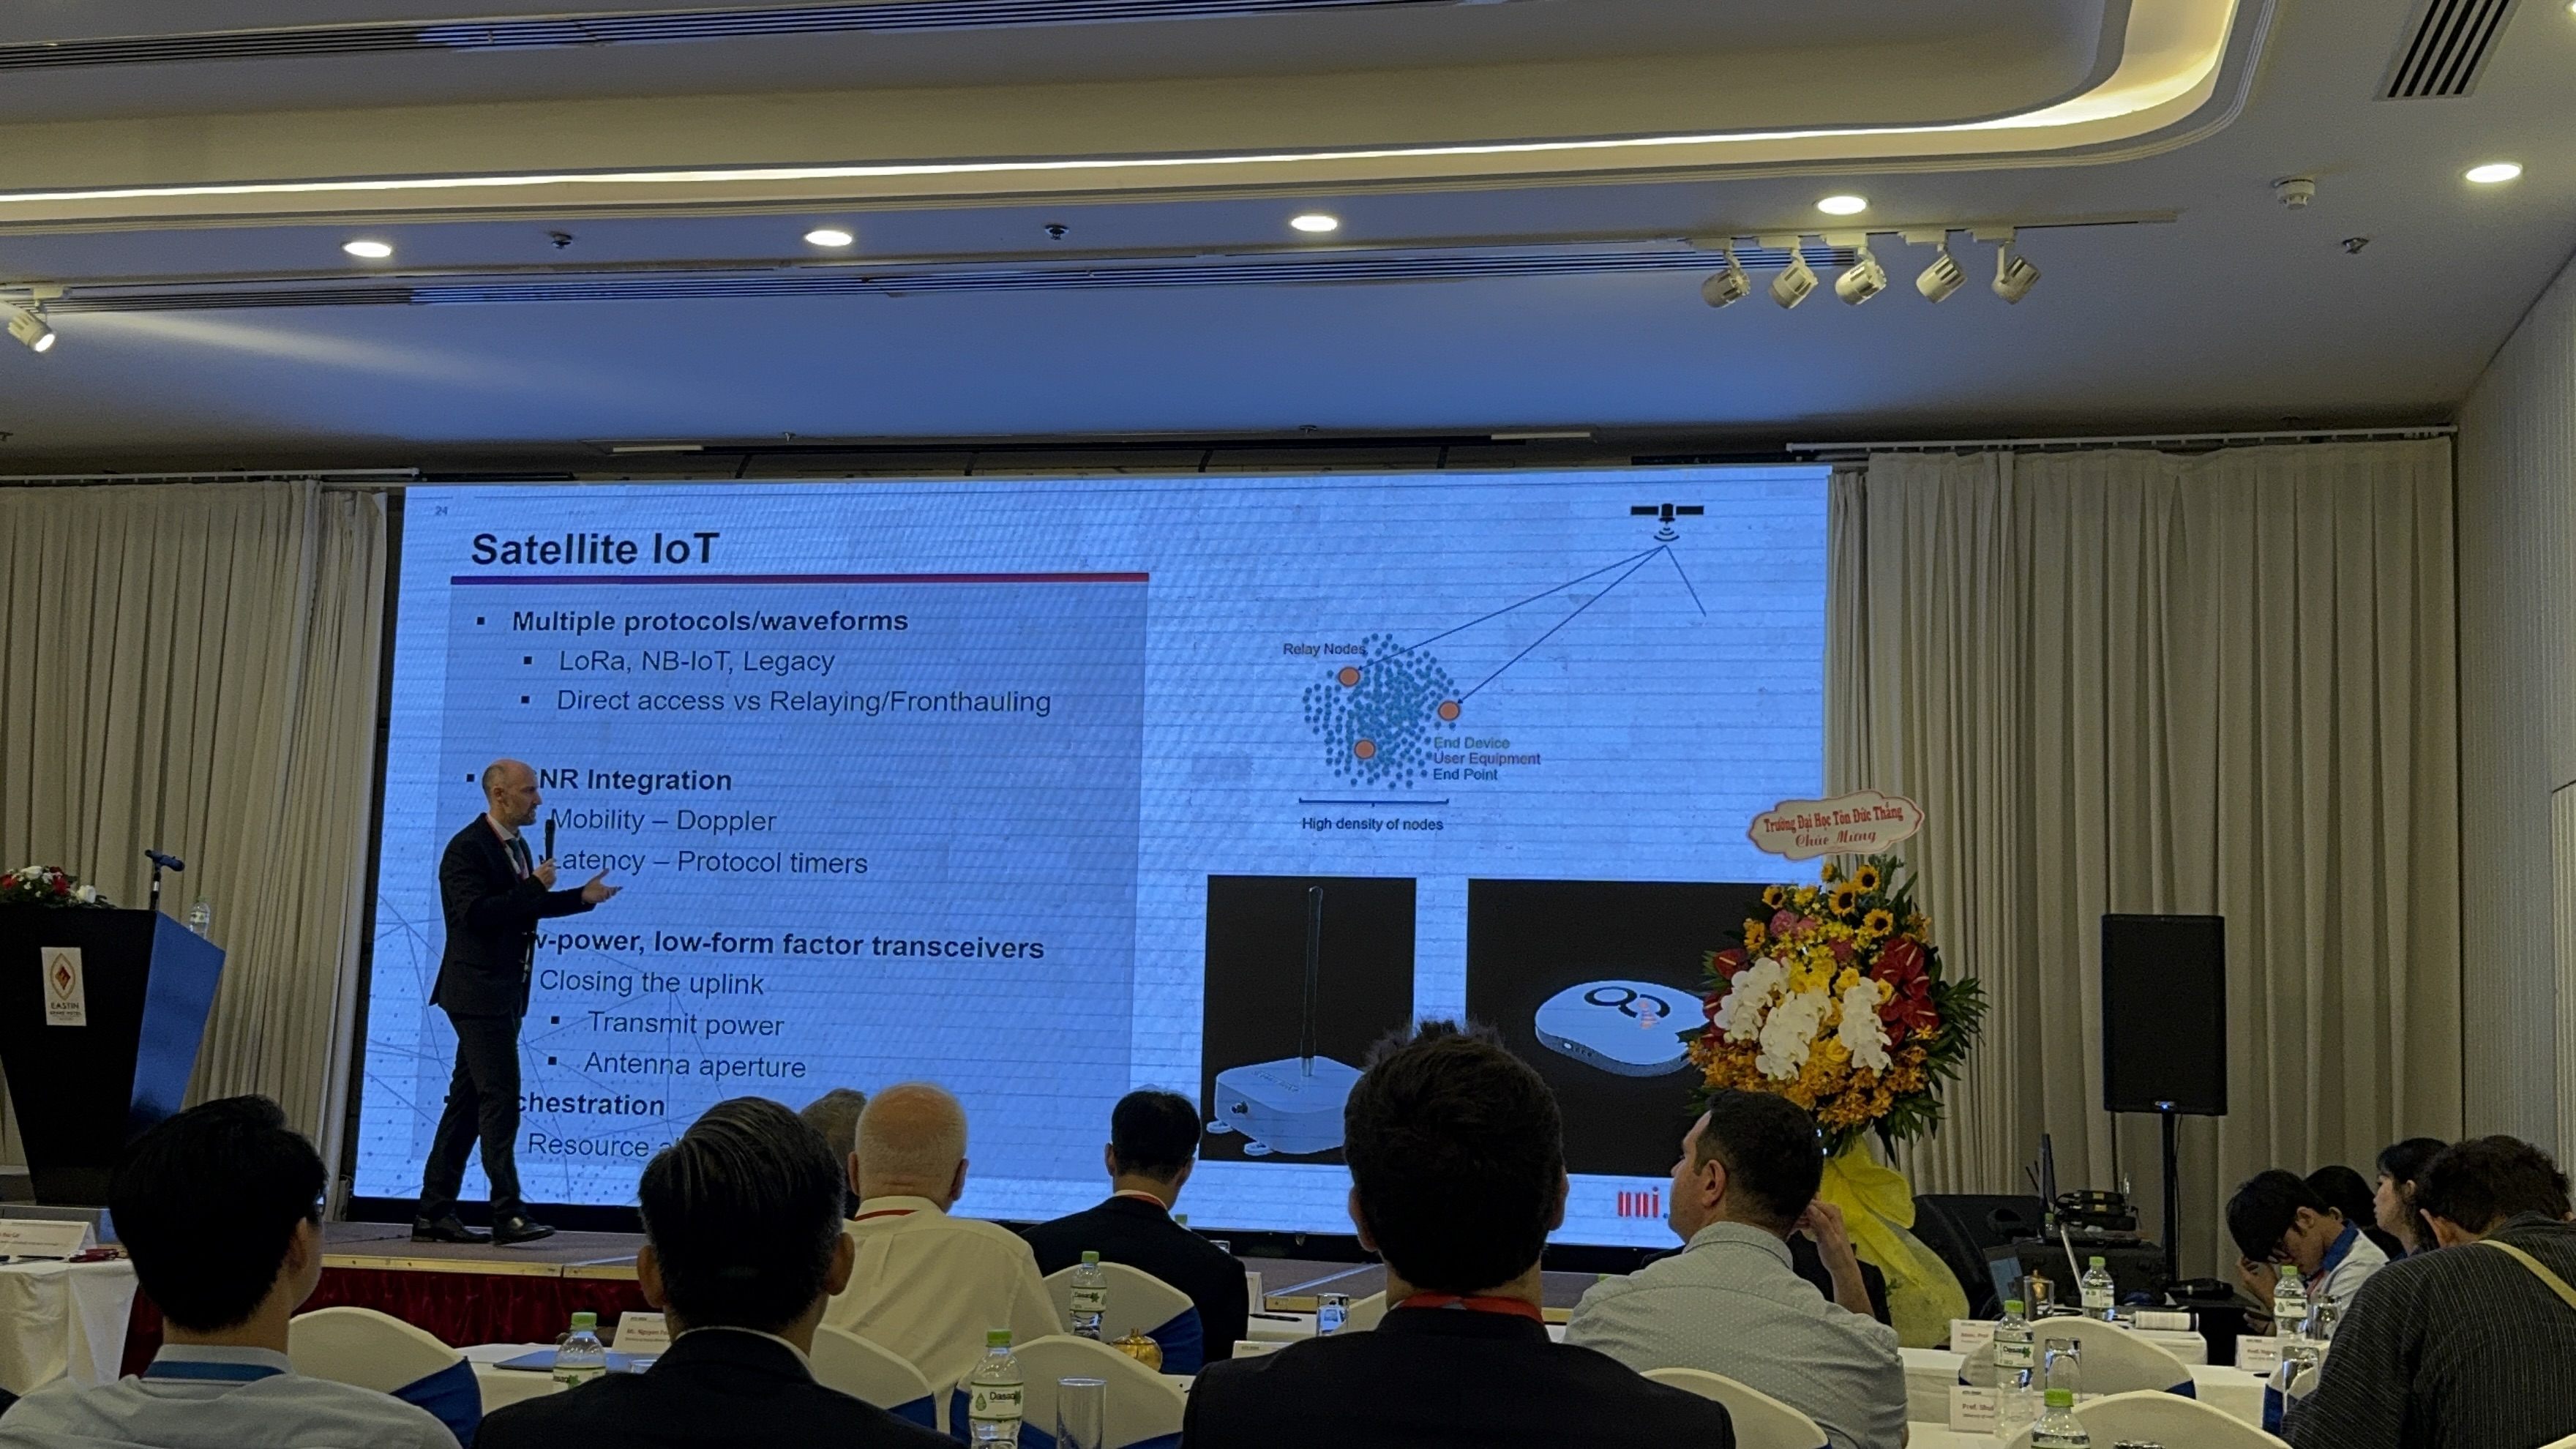 24
Satellite IoT
Multiple protocols/waveforms
LoRa, NB-IoT, Legacy
Direct access vs Relaying/Fronthauling
NR Integration
Mobility – Doppler
Latency – Protocol timers
w-power, low-form factor transceivers
Closing the uplink
Transmit power
Antenna aperture
chestration
Resource
Relay Nodes
End Device
User Equipment
End Point
High density of nodes
Trường Đại Học Tôn Đức Thắng
Chúc Mừng
EASTIN
uni.
Dasani